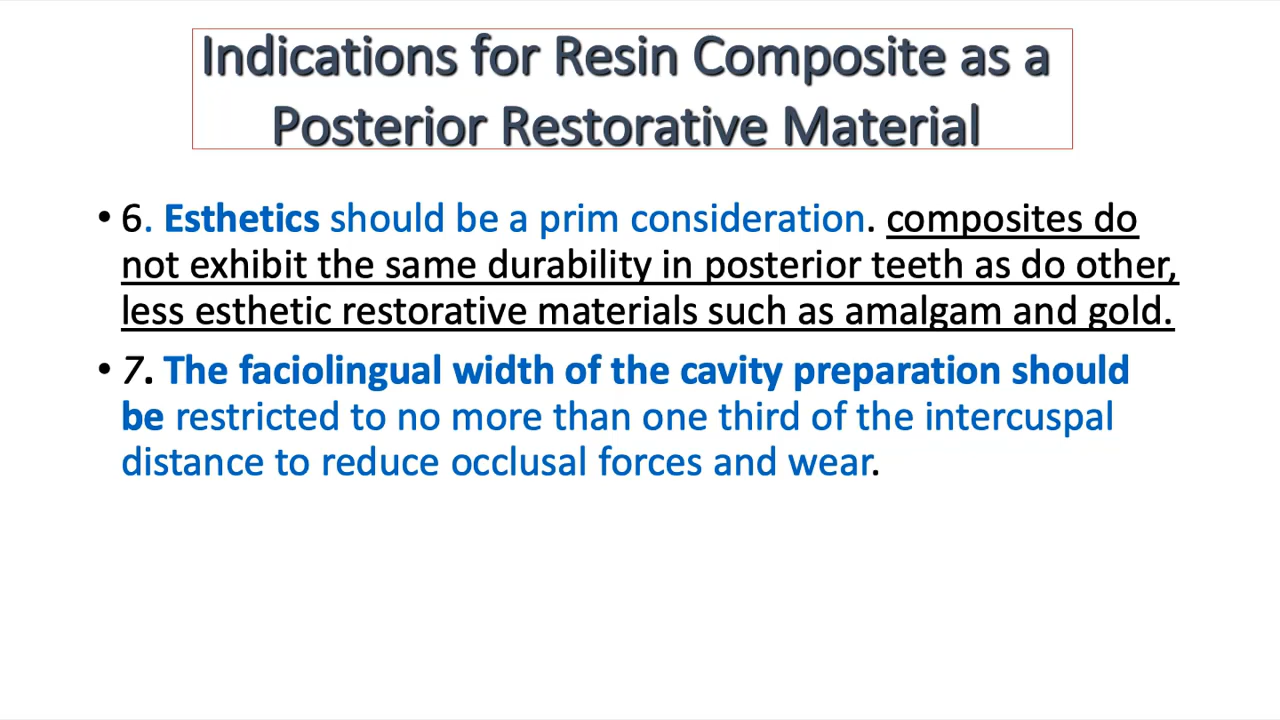 Indications for Resin Composite as a
Posterior Restorative Material
• 6. Esthetics should be a prim consideration. composites do
not exhibit the same durability in posterior teeth as do other,
less esthetic restorative materials such as amalgam and gold.
• 7. The faciolingual width of the cavity preparation should
be restricted to no more than one third of the intercuspal
distance to reduce occlusal forces and wear.